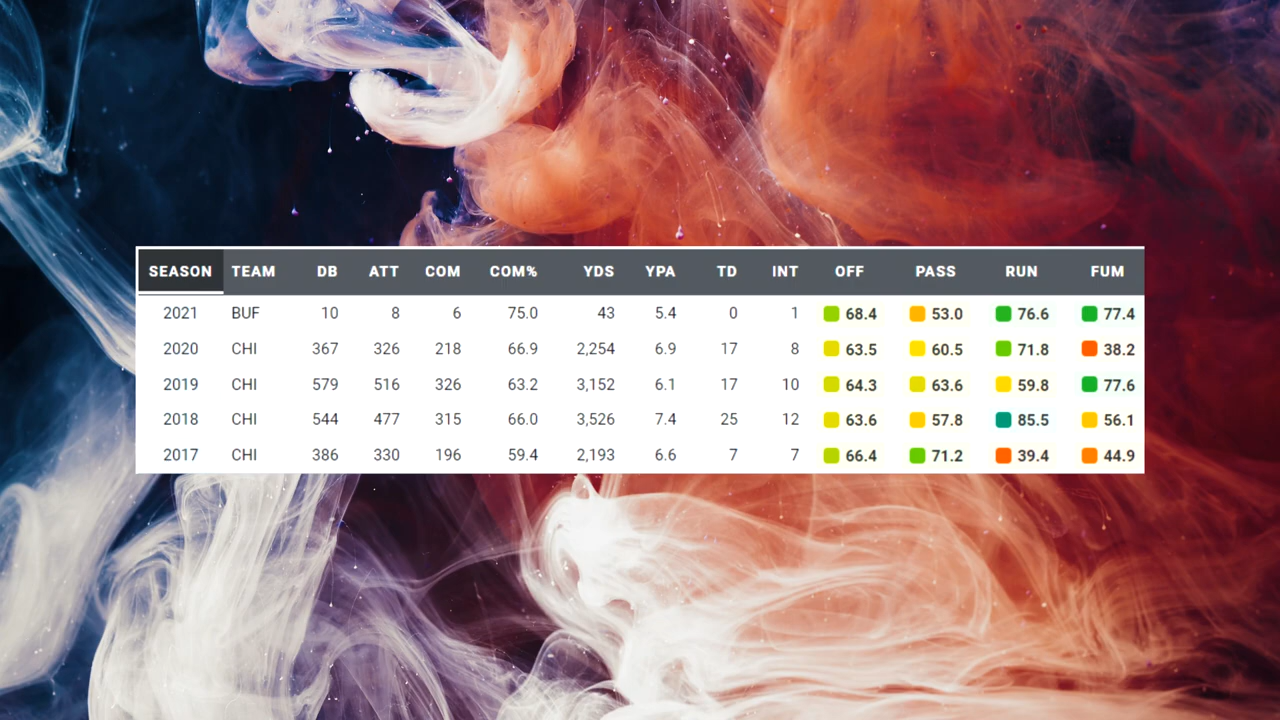 SEASON TEAM DB ATT COM COM% YDS YPA TD INT OFF PASS RUN FUM
2021 BUF 10 8 6 75.0 43 5.4 0 1 68.4 53.0 76.6 77.4
2020 CHI 367 326 218 66.9 2,254 6.9 17 8 63.5 60.5 71.8 38.2
2019 CHI 579 516 326 63.2 3,152 6.1 17 10 64.3 63.6 59.8 77.6
2018 CHI 544 477 315 66.0 3,526 7.4 25 12 63.6 57.8 85.5 56.1
2017 CHI 386 330 196 59.4 2,193 6.6 7 7 66.4 71.2 39.4 44.9